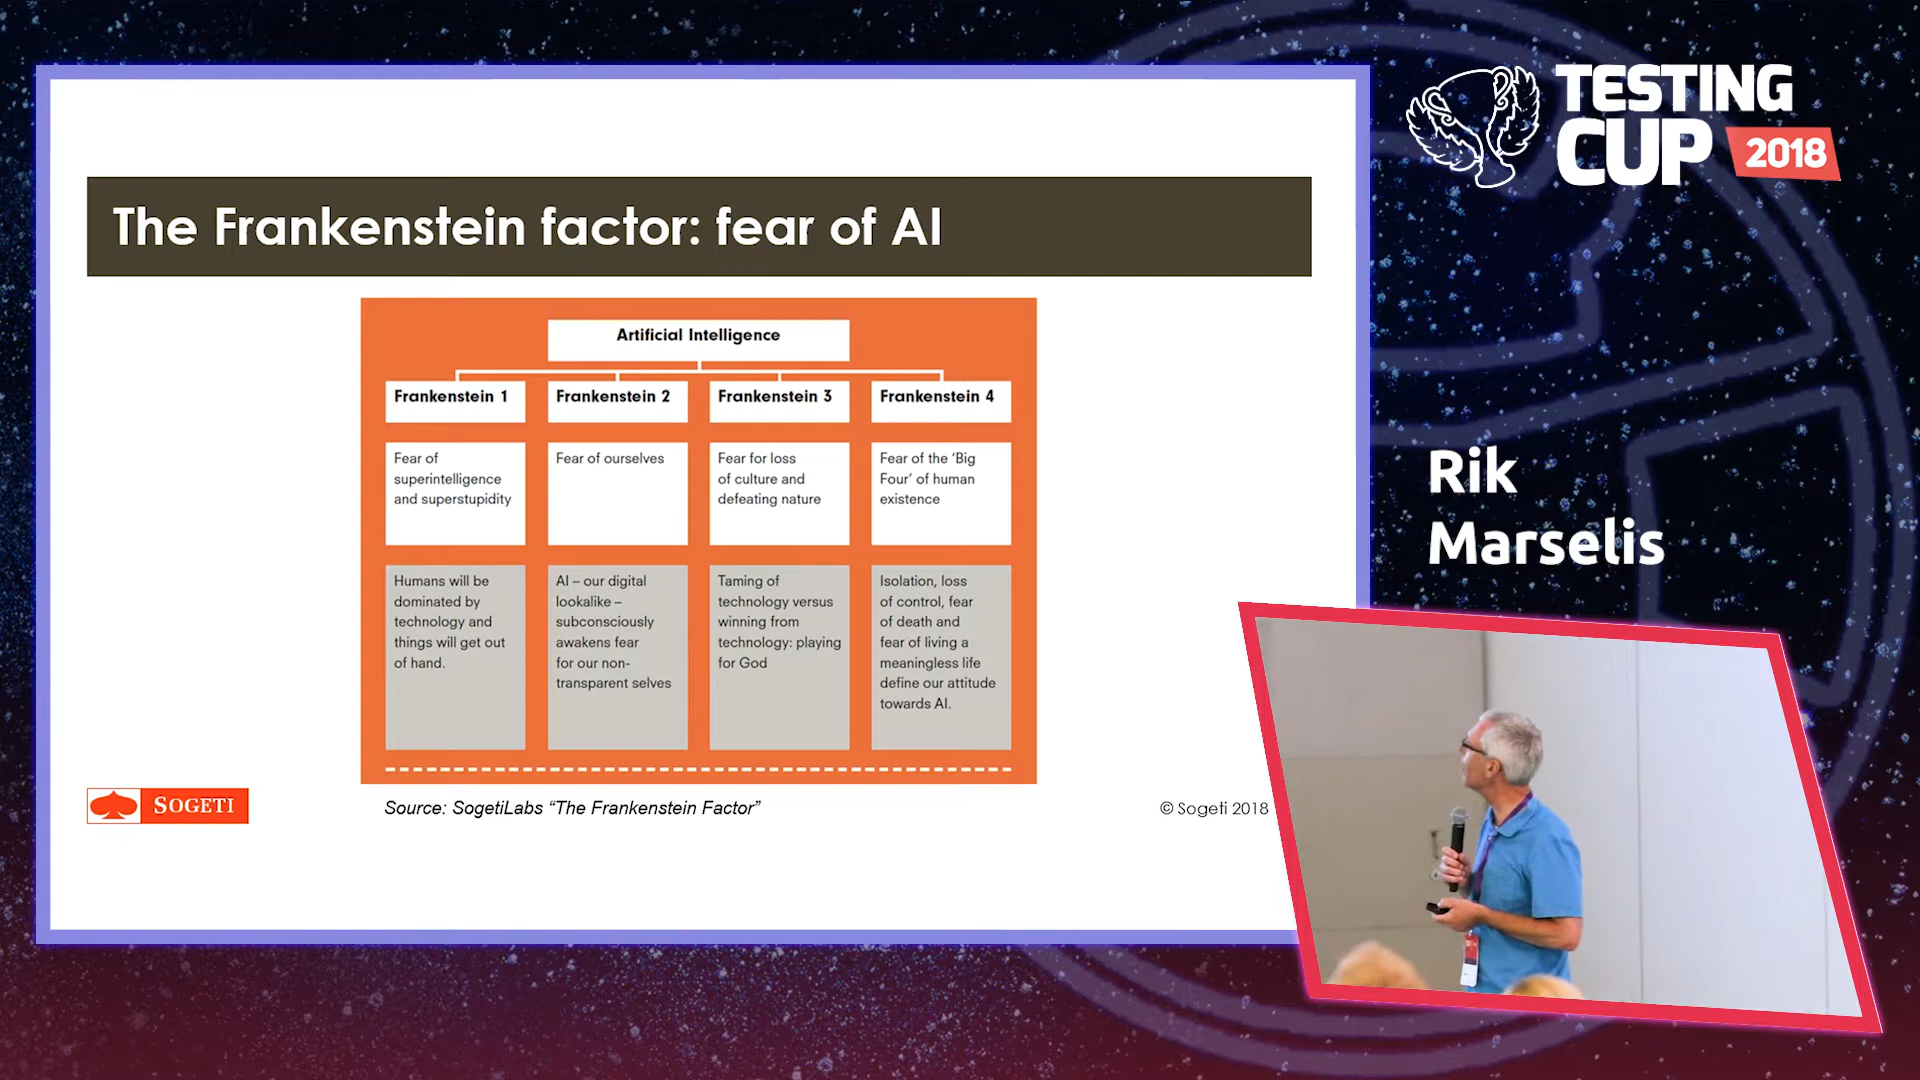 TESTING
CUP
2018
The Frankenstein factor: fear of AI
Artificial Intelligence
Frankenstein 1
Frankenstein 2
Frankenstein 3
Frankenstein 4
Fear of
superintelligence
and superstupidity
Fear of ourselves
Fear for loss
of culture and
defeating nature
Fear of the ‘Big
Four’ of human
existence
Humans will be
dominated by
technology and
things will get out
of hand.
AI – our digital
lookalike –
subconsciously
awakens fear
for our non-
transparent selves
Taming of
technology versus
winning from
technology: playing
for God
Isolation, loss
of control, fear
of death and
fear of living a
meaningless life
define our attitude
towards AI.
SOGETI
Source: SogetiLabs “The Frankenstein Factor”
© Sogeti 2018
Rik
Marselis